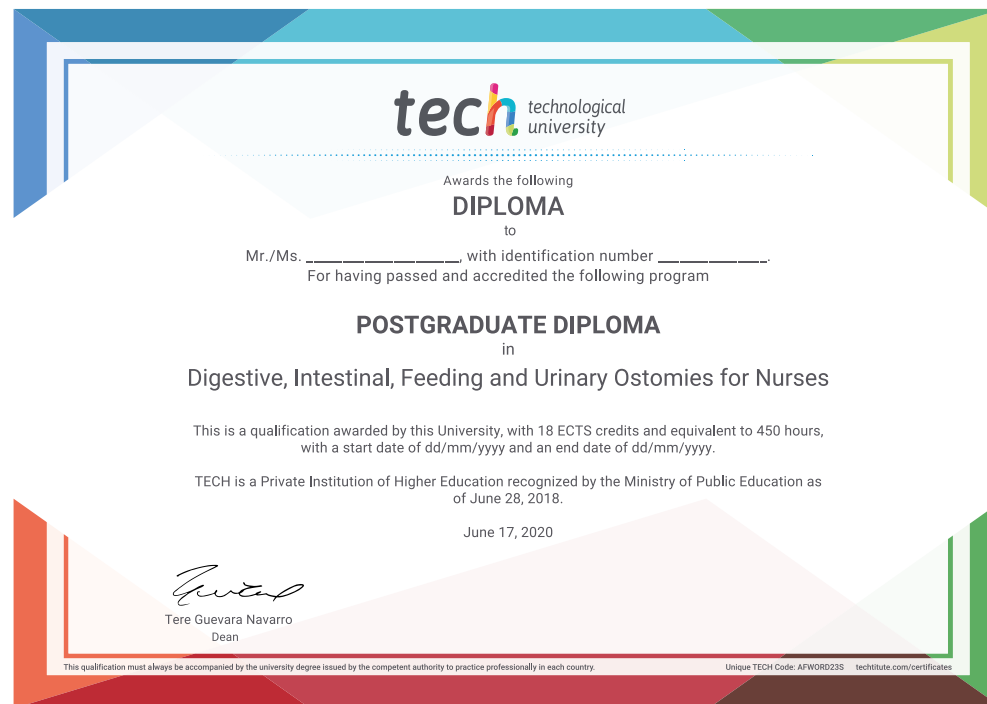 tech technological
university
Awards the following
DIPLOMA
to
Mr./Ms. ____________________, with identification number ______________.
For having passed and accredited the following program
POSTGRADUATE DIPLOMA
in
Digestive, Intestinal, Feeding and Urinary Ostomies for Nurses
This is a qualification awarded by this University, with 18 ECTS credits and equivalent to 450 hours,
with a start date of dd/mm/yyyy and an end date of dd/mm/yyyy.
TECH is a Private Institution of Higher Education recognized by the Ministry of Public Education as
of June 28, 2018.
June 17, 2020
Tere Guevara Navarro
Dean
This qualification must always be accompanied by the university degree issued by the competent authority to practice professionally in each country. Unique TECH Code: AFWORD23S techtitute.com/certificates